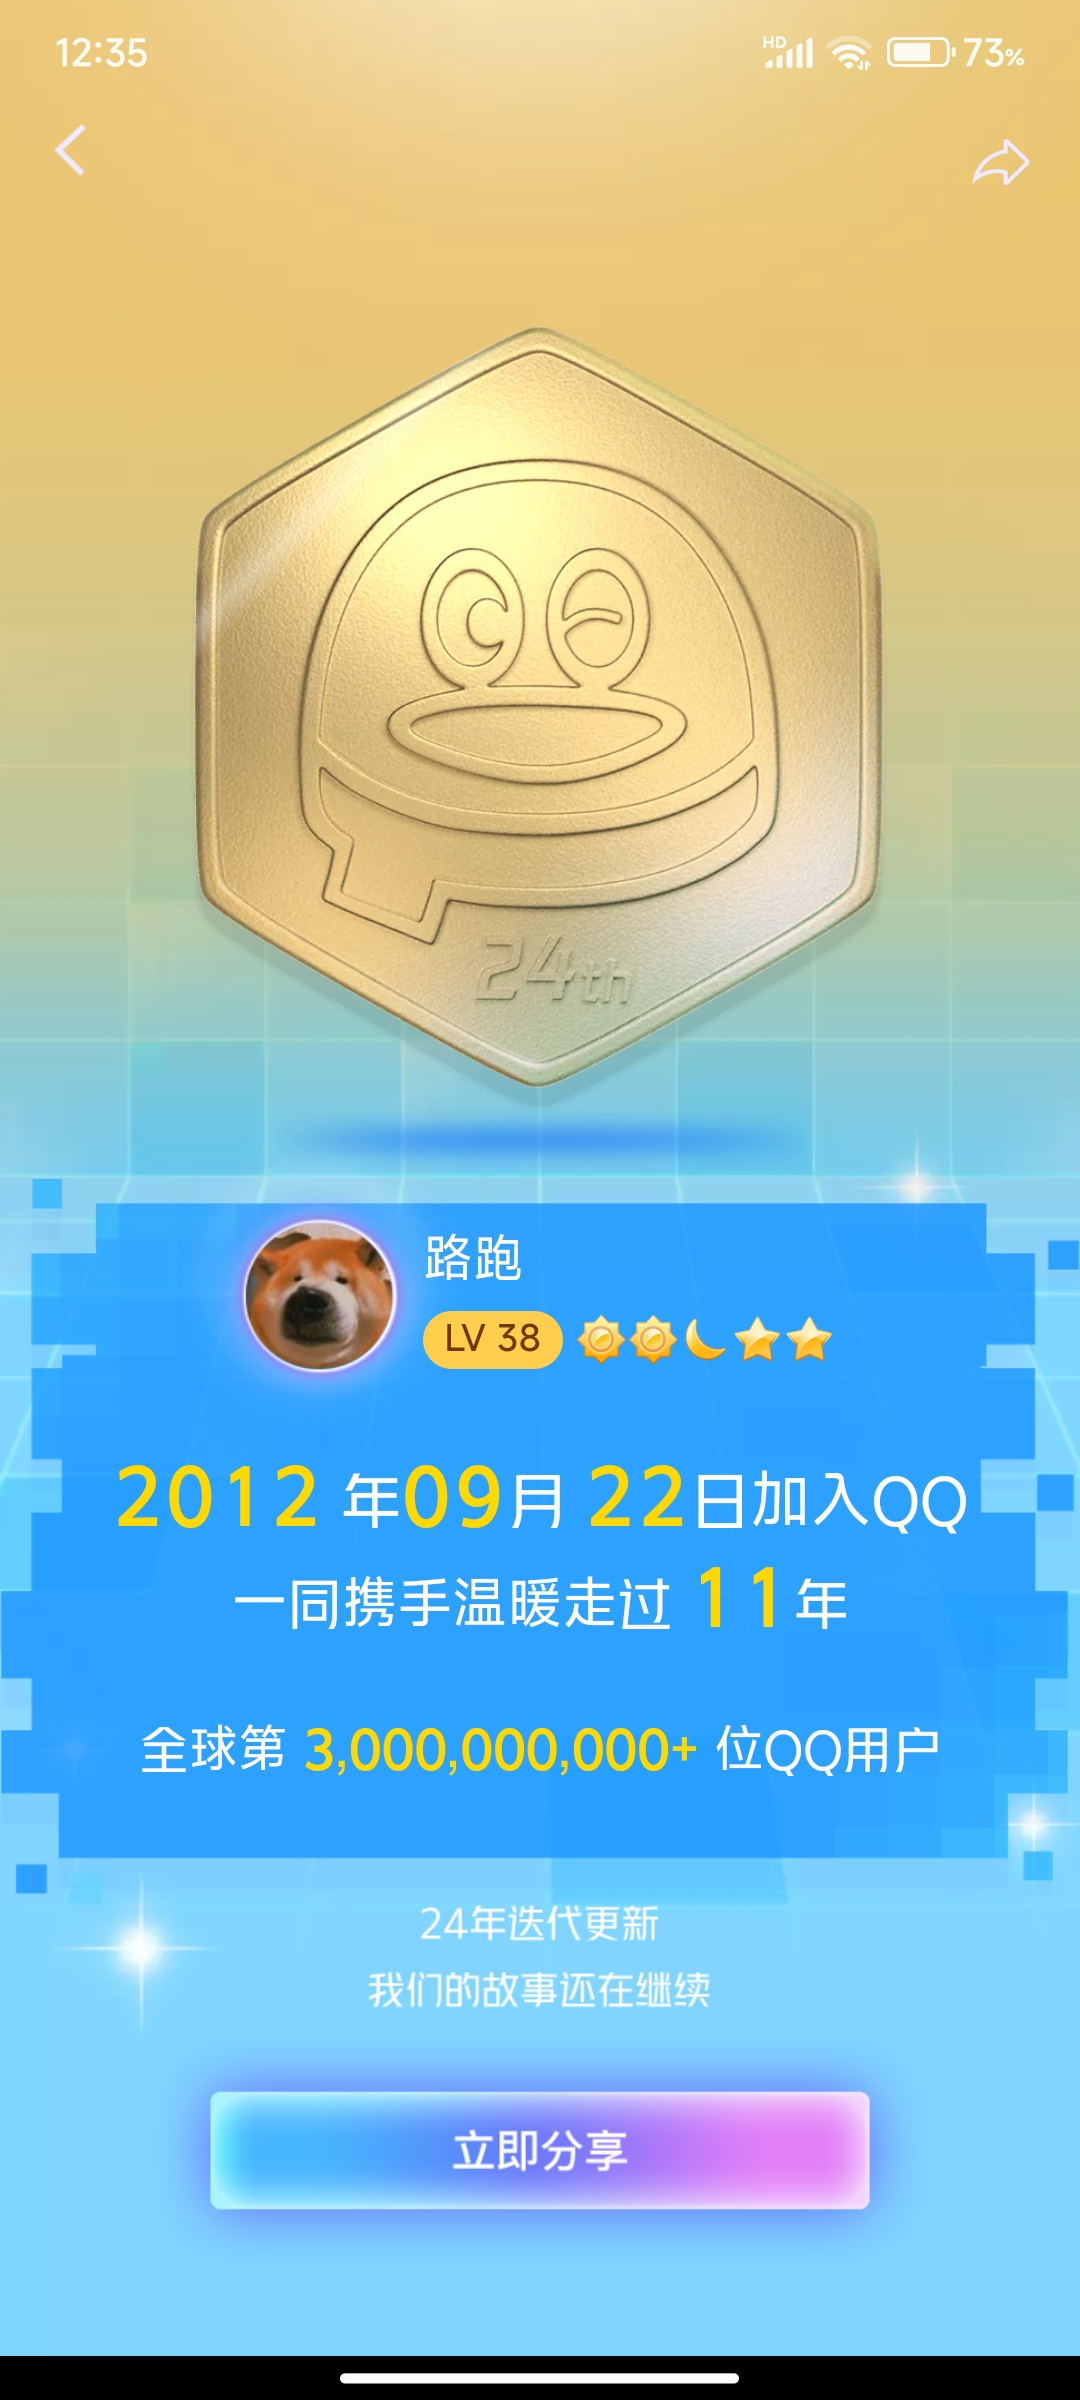 12:35 HD 73%
24th
路跑
LV 38
2012 年09月 22日加入QQ
一同携手温暖走过 11年
全球第 3,000,000,000+ 位QQ用户
24年迭代更新
我们的故事还在继续
立即分享